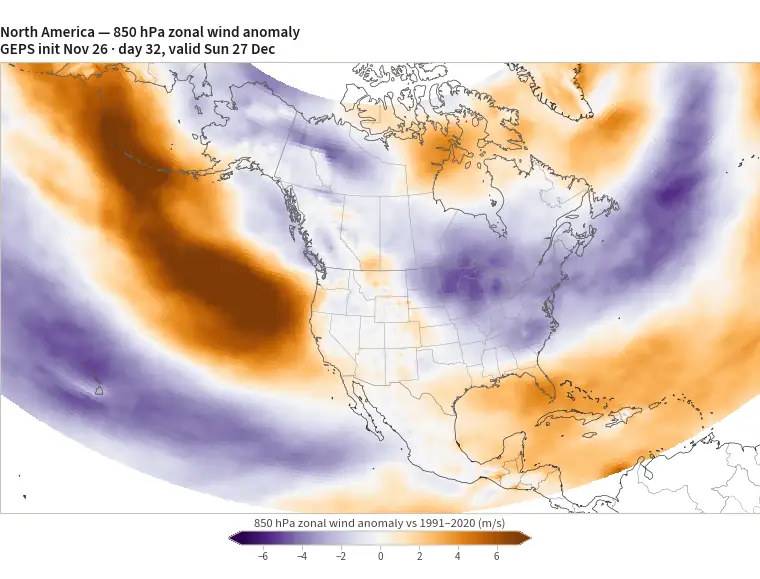 North America — 850 hPa zonal wind anomaly
GEPS init Nov 26 · day 32, valid Sun 27 Dec
850 hPa zonal wind anomaly vs 1991–2020 (m/s)
−6 −4 −2 0 2 4 6